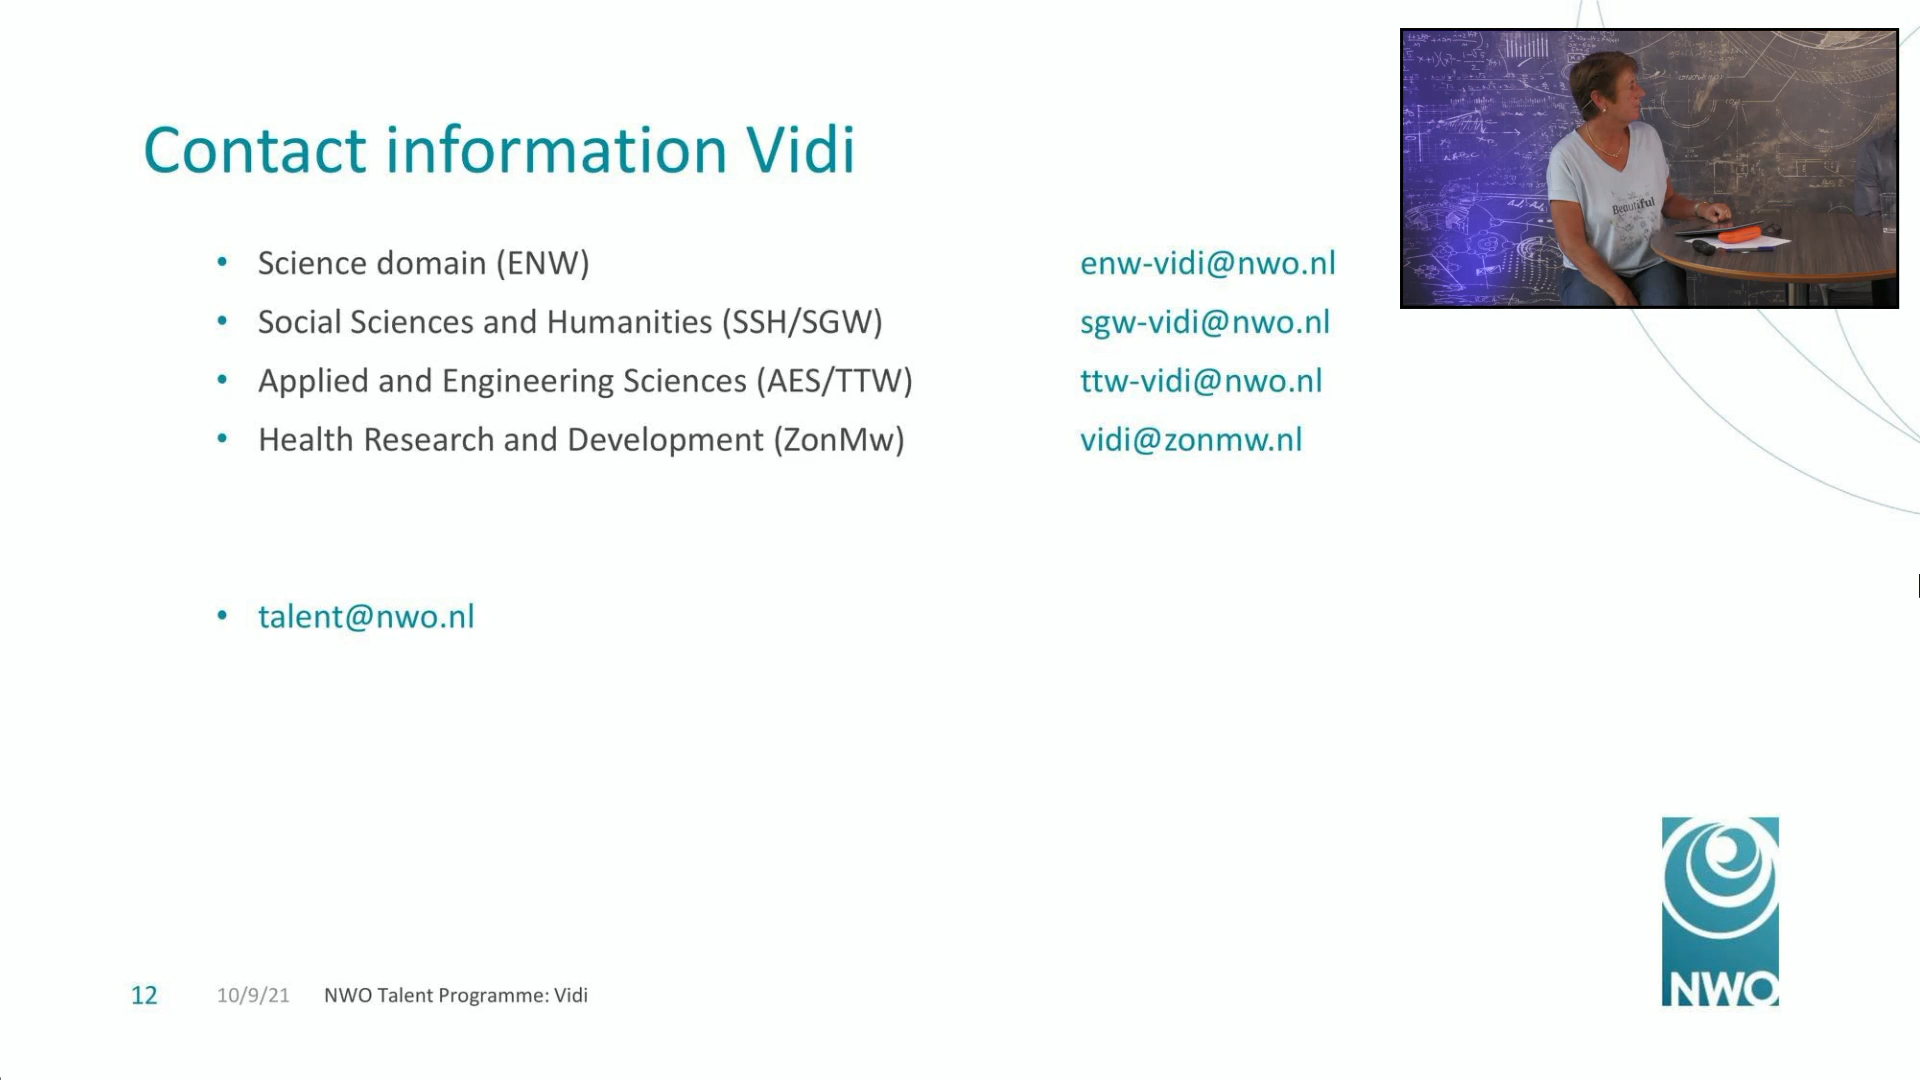 Contact information Vidi
• Science domain (ENW) enw-vidi@nwo.nl
• Social Sciences and Humanities (SSH/SGW) sgw-vidi@nwo.nl
• Applied and Engineering Sciences (AES/TTW) ttw-vidi@nwo.nl
• Health Research and Development (ZonMw) vidi@zonmw.nl
• talent@nwo.nl
Beautiful
NWO
12 10/9/21 NWO Talent Programme: Vidi